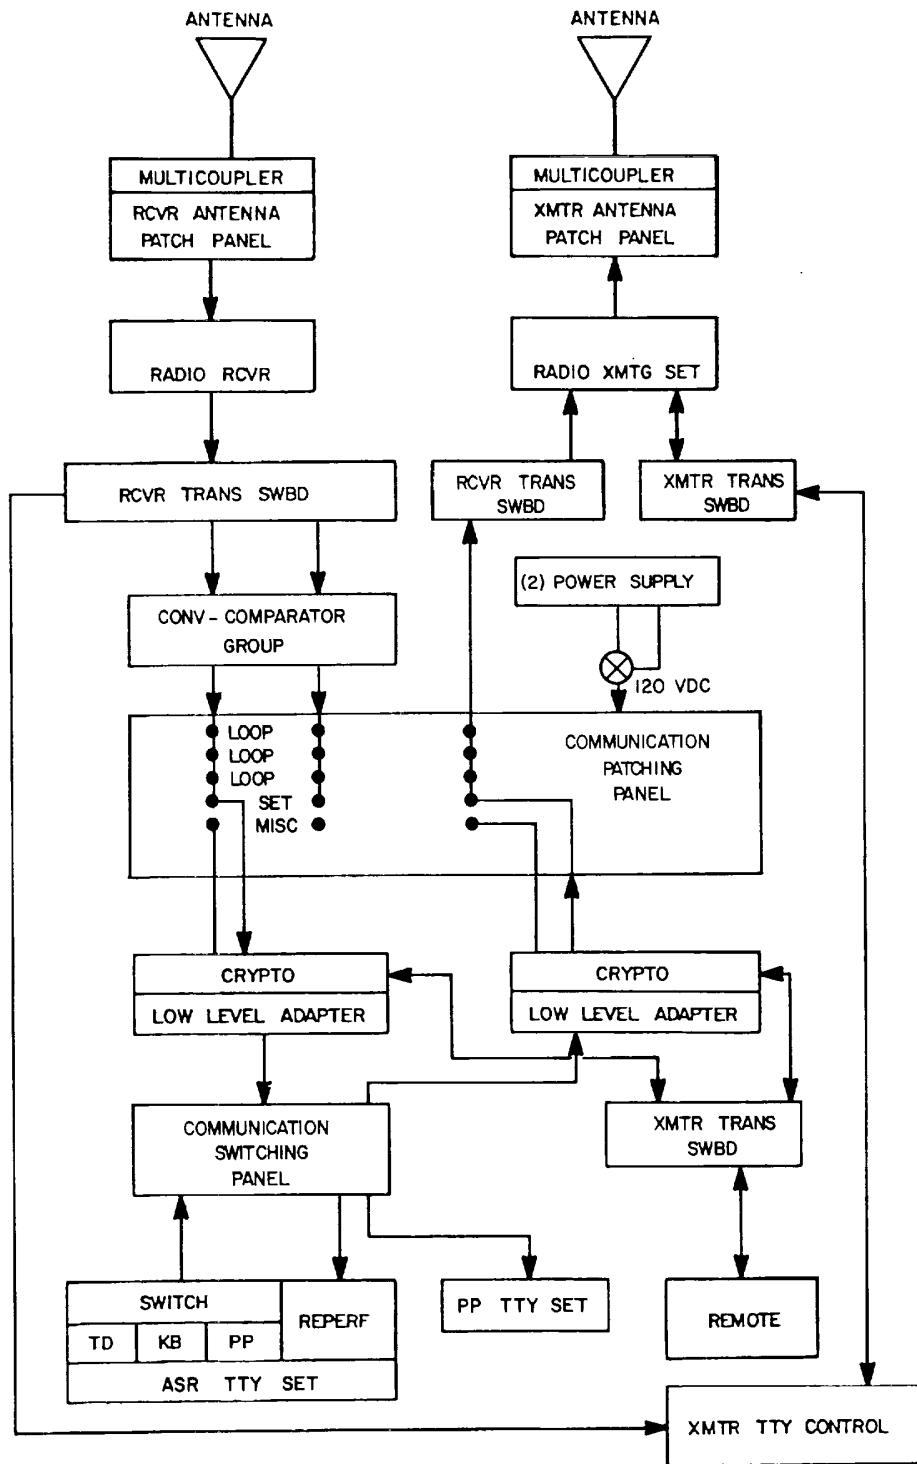 ANTENNA
ANTENNA
MULTICOUPLER
RCVR ANTENNA
PATCH PANEL
MULTICOUPLER
XMTR ANTENNA
PATCH PANEL
RADIO RCVR
RADIO XMTG SET
RCVR TRANS SWBD
RCVR TRANS
SWBD
XMTR TRANS
SWBD
CONV-COMPARATOR
GROUP
(2) POWER SUPPLY
120 VDC
LOOP
LOOP
LOOP
SET
MISC
COMMUNICATION
PATCHING
PANEL
CRYPTO
LOW LEVEL ADAPTER
CRYPTO
LOW LEVEL ADAPTER
COMMUNICATION
SWITCHING
PANEL
XMTR TRANS
SWBD
SWITCH
REPERF
TD
KB
PP
ASR TTY SET
PP TTY SET
REMOTE
XMTR TTY CONTROL